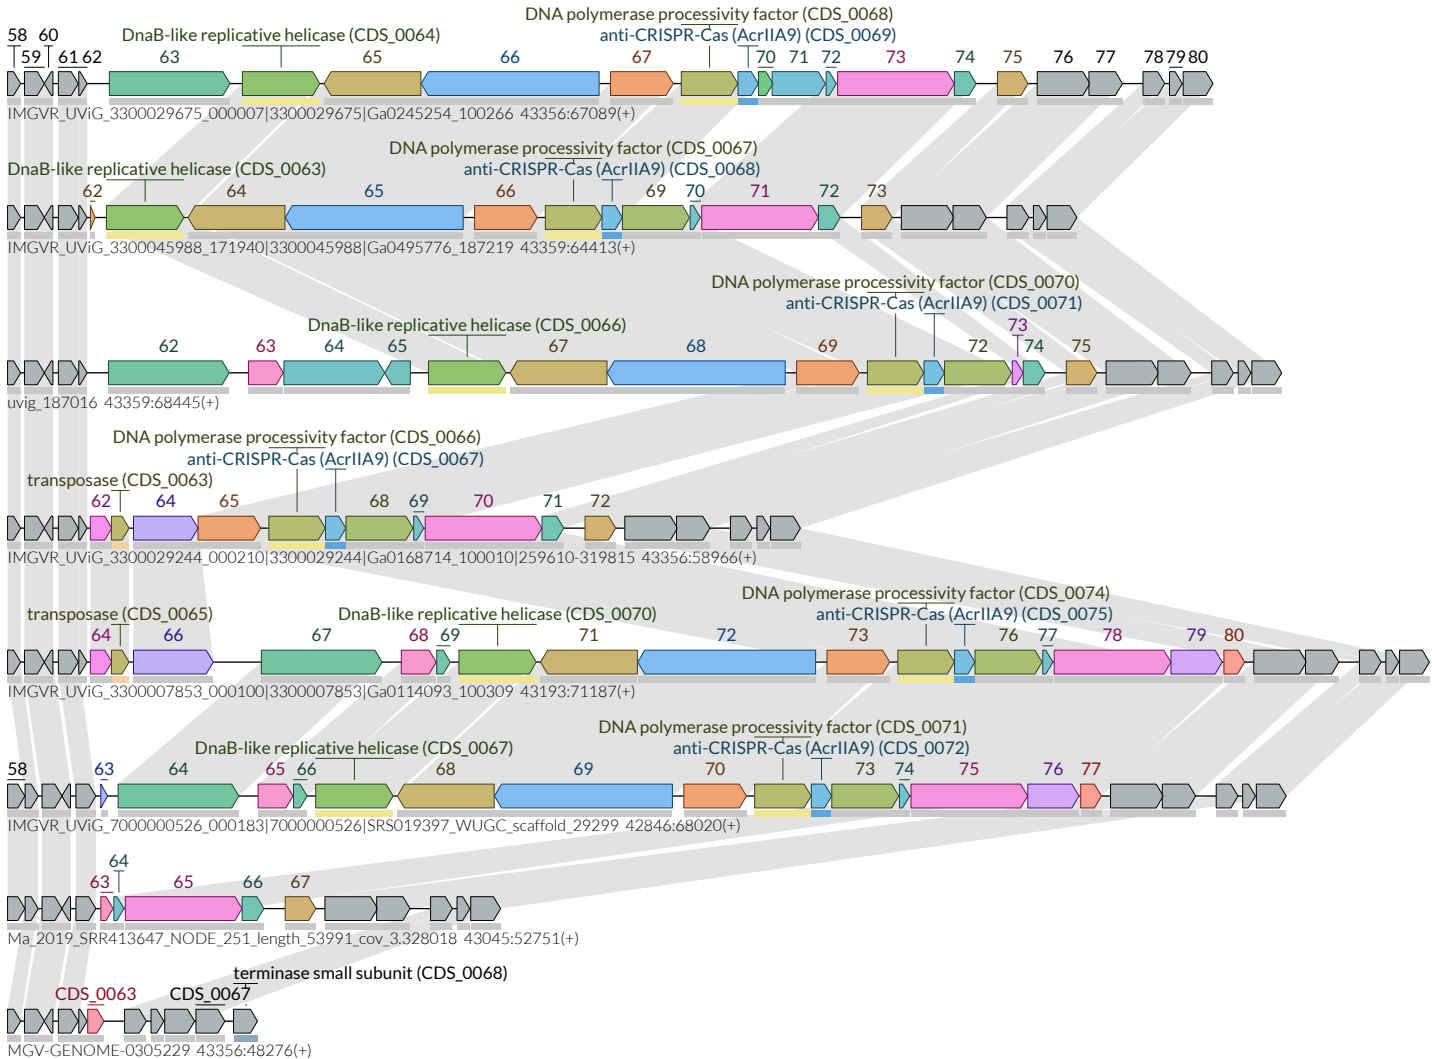 DNA polymerase processivity factor (CDS_0068)
58 60 DnaB-like replicative helicase (CDS_0064) anti-CRISPR-Cas (AcrIIA9) (CDS_0069)
59 61 62 63 65 66 67 70 71 72 73 74 75 76 77 78 79 80
IMGVR_UViG_3300029675_000007|3300029675|Ga0245254_100266 43356:67089(+)
DNA polymerase processivity factor (CDS_0067)
DnaB-like replicative helicase (CDS_0063) anti-CRISPR-Cas (AcrIIA9) (CDS_0068)
62 64 65 66 69 70 71 72 73
IMGVR_UViG_3300045988_171940|3300045988|Ga0495776_187219 43359:64413(+)
DNA polymerase processivity factor (CDS_0070)
anti-CRISPR-Cas (AcrIIA9) (CDS_0071)
DnaB-like replicative helicase (CDS_0066) 73
62 63 64 65 67 68 69 72 74 75
uvig_187016 43359:68445(+)
DNA polymerase processivity factor (CDS_0066)
anti-CRISPR-Cas (AcrIIA9) (CDS_0067)
transposase (CDS_0063)
62 64 65 68 69 70 71 72
IMGVR_UViG_3300029244_000210|3300029244|Ga0168714_100010|259610-319815 43356:58966(+)
DNA polymerase processivity factor (CDS_0074)
transposase (CDS_0065) DnaB-like replicative helicase (CDS_0070) anti-CRISPR-Cas (AcrIIA9) (CDS_0075)
64 66 67 68 69 71 72 73 76 77 78 79 80
IMGVR_UViG_3300007853_000100|3300007853|Ga0114093_100309 43193:71187(+)
DNA polymerase processivity factor (CDS_0071)
DnaB-like replicative helicase (CDS_0067) anti-CRISPR-Cas (AcrIIA9) (CDS_0072)
58 63 64 65 66 68 69 70 73 74 75 76 77
IMGVR_UViG_7000000526_000183|7000000526|SRS019397_WUGC_scaffold_29299 42846:68020(+)
64
63 65 66 67
Ma_2019_SRR413647_NODE_251_length_53991_cov_3.328018 43045:52751(+)
terminase small subunit (CDS_0068)
CDS_0063 CDS_0067
MGV-GENOME-0305229 43356:48276(+)